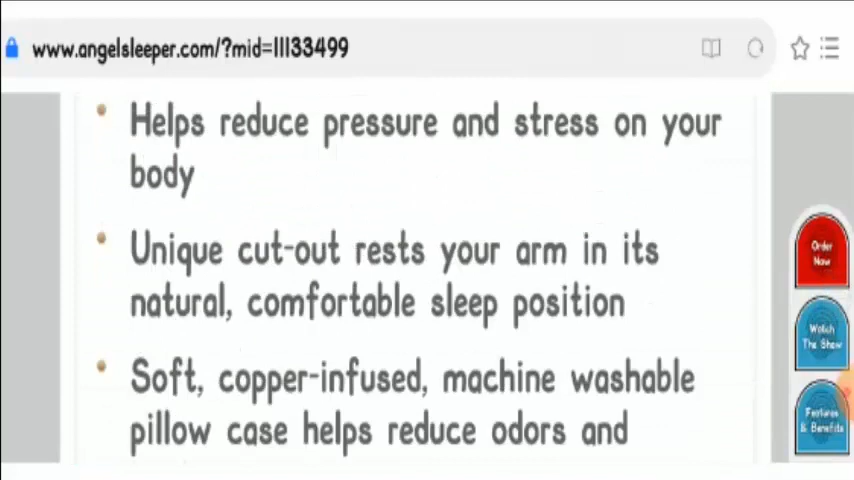 www.angelsleeper.com/?mid=11133499
Helps reduce pressure and stress on your
body
Unique cut-out rests your arm in its
natural, comfortable sleep position
Soft, copper-infused, machine washable
pillow case helps reduce odors and
Order
Now
Watch
The Show
Features
& Benefits